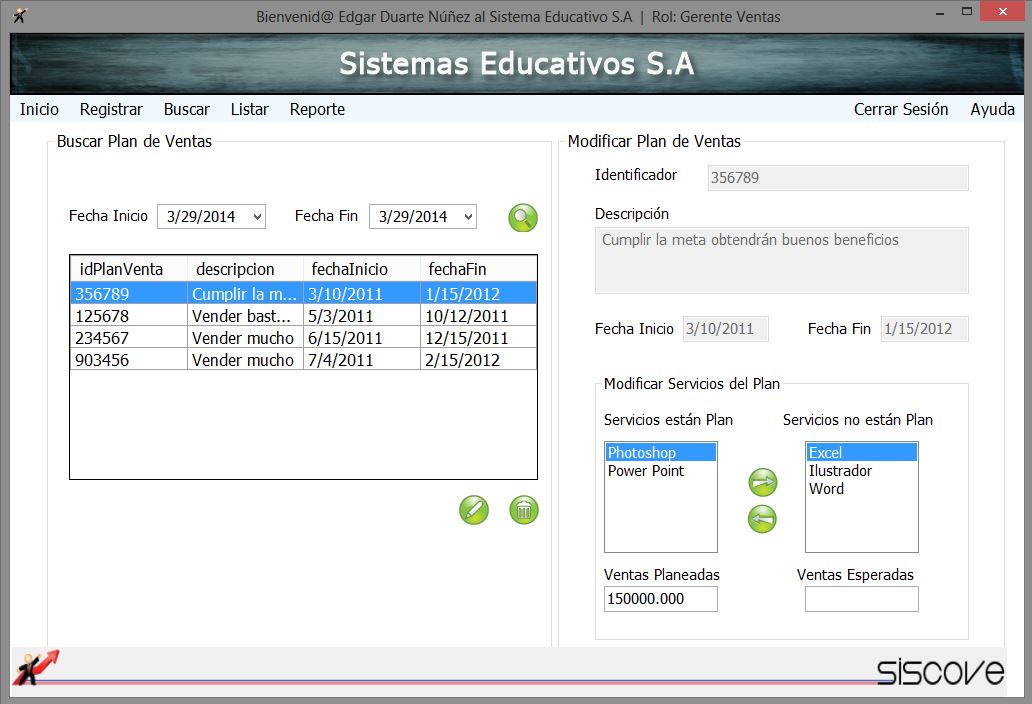 Bienvenid@ Edgar Duarte Núñez al Sistema Educativo S.A | Rol: Gerente Ventas
Sistemas Educativos S.A
Inicio Registrar Buscar Listar Reporte Cerrar Sesión Ayuda
Buscar Plan de Ventas
Fecha Inicio 3/29/2014 Fecha Fin 3/29/2014
idPlanVenta descripcion fechaInicio fechaFin
356789 Cumplir la m... 3/10/2011 1/15/2012
125678 Vender bast... 5/3/2011 10/12/2011
234567 Vender mucho 6/15/2011 12/15/2011
903456 Vender mucho 7/4/2011 2/15/2012
Modificar Plan de Ventas
Identificador 356789
Descripción
Cumplir la meta obtendrán buenos beneficios
Fecha Inicio 3/10/2011 Fecha Fin 1/15/2012
Modificar Servicios del Plan
Servicios están Plan Servicios no están Plan
Photoshop Excel
Power Point Ilustrador
Word
Ventas Planeadas Ventas Esperadas
150000.000
siscove